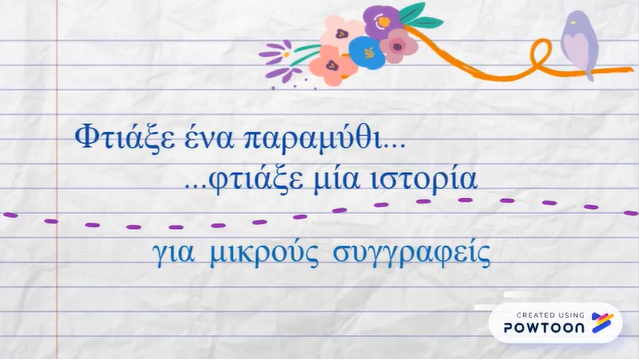 Φτιάξε ένα παραμύθι...
...φτιάξε μία ιστορία
για μικρούς συγγραφείς
CREATED USING
POWTOON